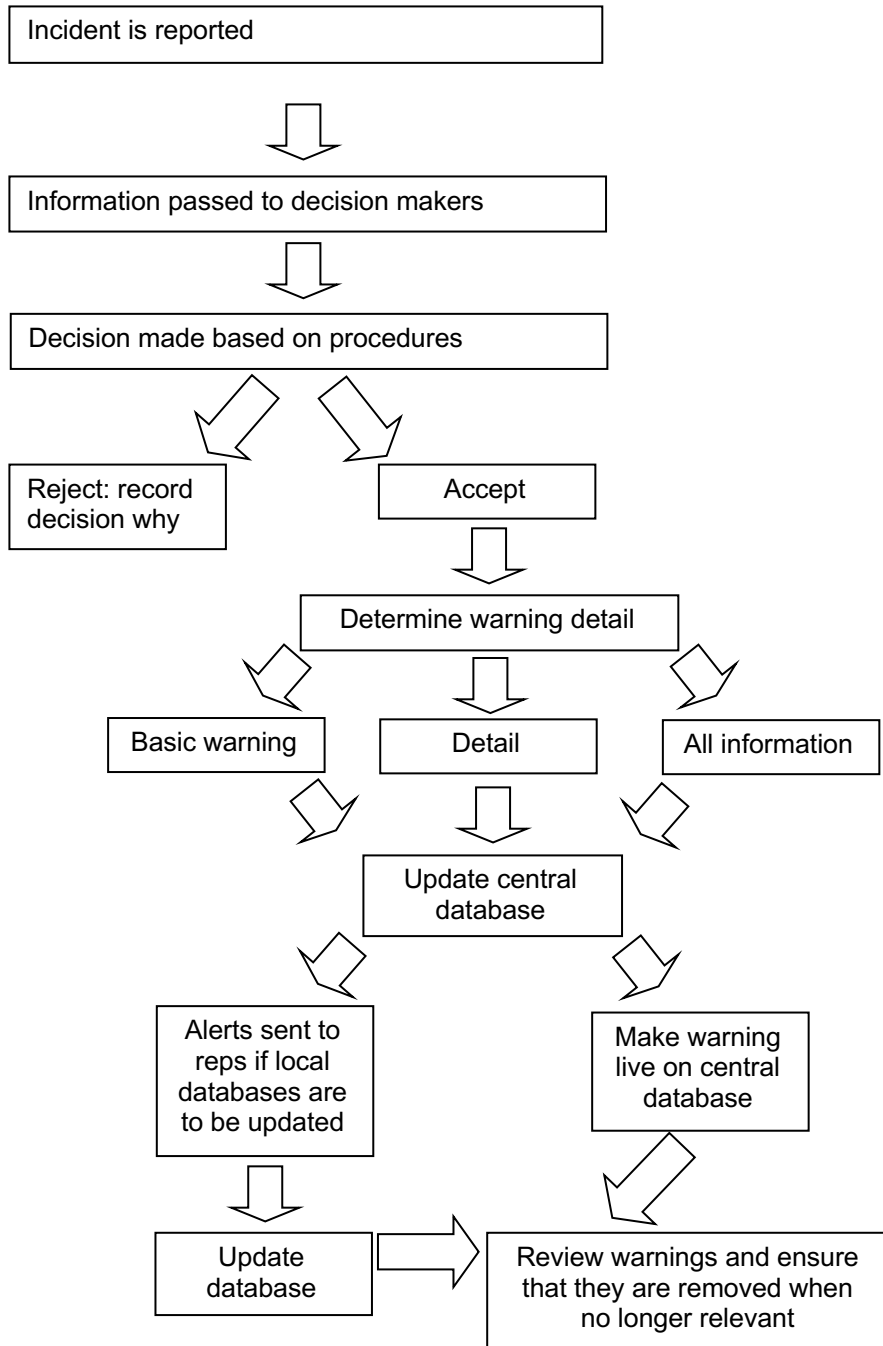 Incident is reported
Information passed to decision makers
Decision made based on procedures
Reject: record
decision why
Accept
Determine warning detail
Basic warning
Detail
All information
Update central
database
Alerts sent to
reps if local
databases are
to be updated
Make warning
live on central
database
Update
database
Review warnings and ensure
that they are removed when
no longer relevant